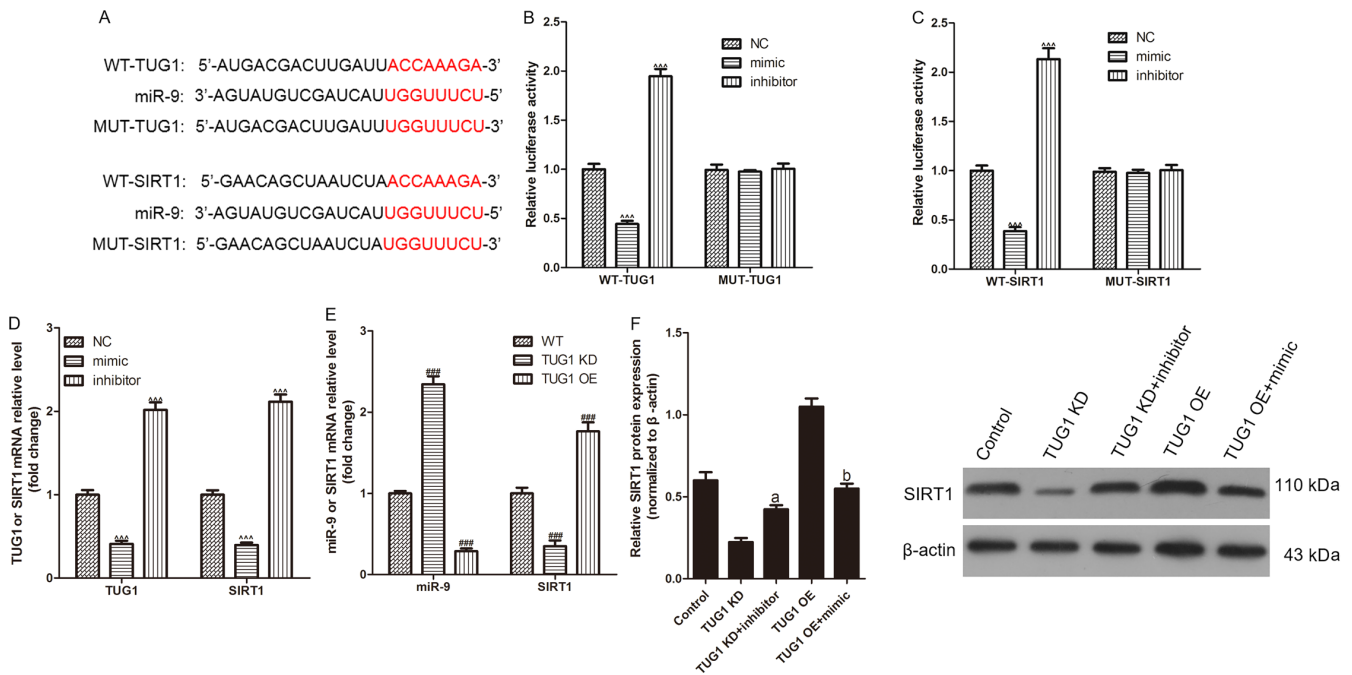 A
WT-TUG1: 5’-AUGACGACUUGAUUACCAAAGA-3’
miR-9: 3’-AGUAUGUCGAUCAUUGGUUUCU-5’
MUT-TUG1: 5’-AUGACGACUUGAUUUGGUUUCU-3’
WT-SIRT1: 5’-GAACAGCUAAUCUAACCAAAGA-3’
miR-9: 3’-AGUAUGUCGAUCAUUGGUUUCU-5’
MUT-SIRT1: 5’-GAACAGCUAAUCUAUGGUUUCU-3’
B
Relative luciferase activity
2.5
2.0
1.5
1.0
0.5
0.0
NC
mimic
inhibitor
^^^
^^^
WT-TUG1 MUT-TUG1
C
Relative luciferase activity
2.5
2.0
1.5
1.0
0.5
0.0
NC
mimic
inhibitor
^^^
^^^
WT-SIRT1 MUT-SIRT1
D
TUG1or SIRT1 mRNA relative level
(fold change)
3
2
1
0
NC
mimic
inhibitor
^^^
^^^
^^^
^^^
TUG1 SIRT1
E
miR-9 or SIRT1 mRNA relative level
(fold change)
3
2
1
0
WT
TUG1 KD
TUG1 OE
###
###
###
###
miR-9 SIRT1
F
Relative SIRT1 protein expression
(normalized to β -actin)
1.5
1.0
0.5
0.0
a
b
Control
TUG1 KD
TUG1 KD+inhibitor
TUG1 OE
TUG1 OE+mimic
Control
TUG1 KD
TUG1 KD+inhibitor
TUG1 OE
TUG1 OE+mimic
SIRT1 110 kDa
β-actin 43 kDa